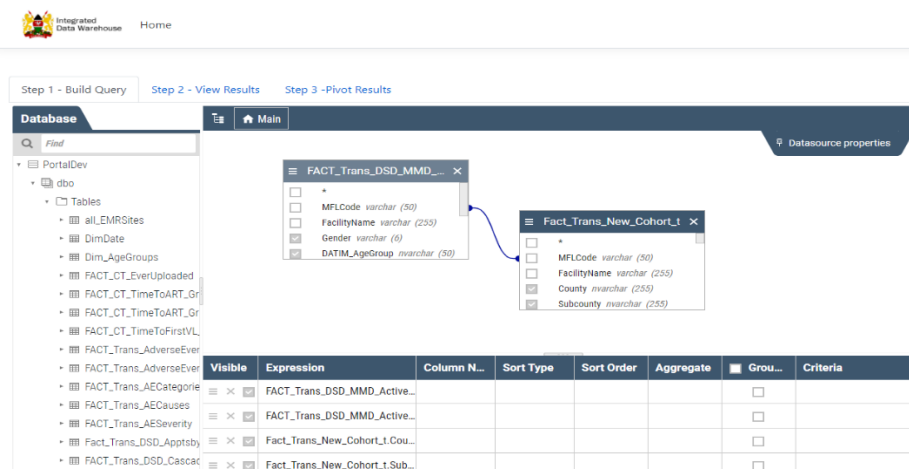 Integrated
Data Warehouse
Home
Step 1 - Build Query
Step 2 - View Results
Step 3 -Pivot Results
Database
Main
Find
Datasource properties
PortalDev
dbo
Tables
all_EMRSites
DimDate
Dim_AgeGroups
FACT_CT_EverUploaded
FACT_CT_TimeToART_Gr
FACT_CT_TimeToART_Gr
FACT_CT_TimeToFirstVL_
FACT_Trans_AdverseEver
FACT_Trans_AdverseEver
FACT_Trans_AECategorie
FACT_Trans_AECauses
FACT_Trans_AESeverity
Fact_Trans_DSD_Apptsby
FACT_Trans_DSD_Cascad
FACT_Trans_DSD_MMD_...
*
MFLCode varchar (50)
FacilityName varchar (255)
Gender varchar (6)
DATIM_AgeGroup nvarchar (50)
Fact_Trans_New_Cohort_t
*
MFLCode varchar (50)
FacilityName varchar (255)
County nvarchar (255)
Subcounty nvarchar (255)
Visible Expression Column N... Sort Type Sort Order Aggregate Grou... Criteria
FACT_Trans_DSD_MMD_Active...
FACT_Trans_DSD_MMD_Active...
Fact_Trans_New_Cohort_t.Cou...
Fact_Trans_New_Cohort_t.Sub...